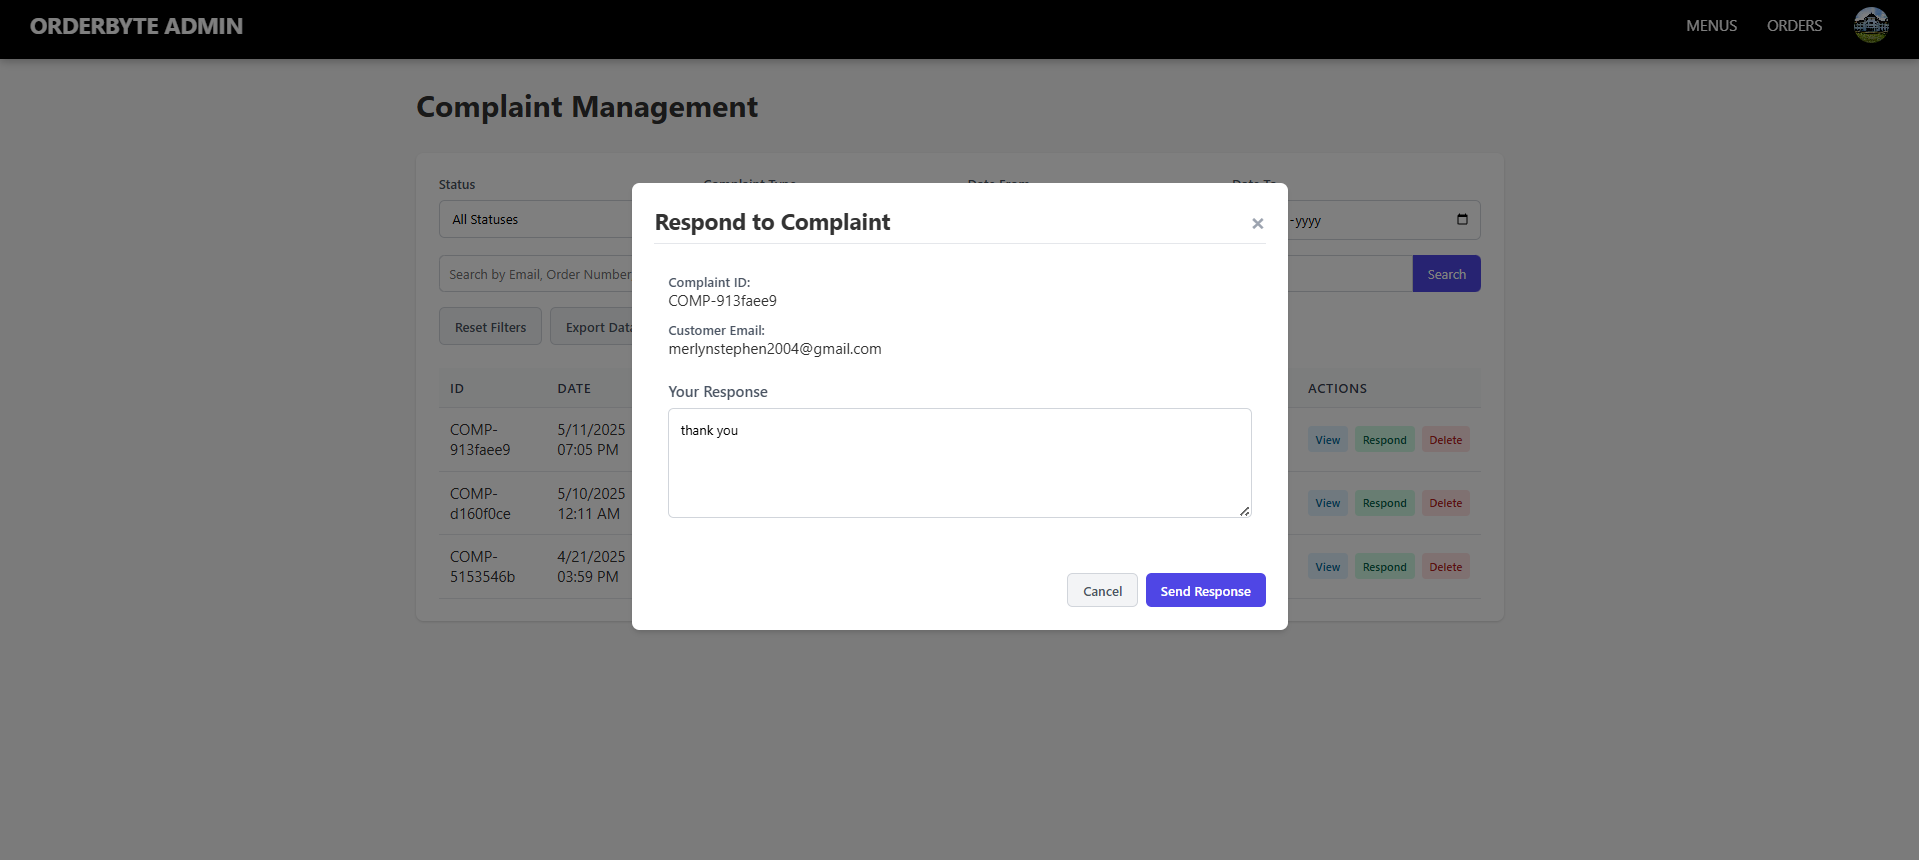 ORDERBYTE ADMIN
MENUS
ORDERS
Complaint Management
Status
All Statuses
-yyyy
Search by Email, Order Number
Search
Reset Filters
Export Data
Respond to Complaint
×
Complaint ID:
COMP-913faee9
Customer Email:
merlynstephen2004@gmail.com
Your Response
thank you
Cancel
Send Response
ID DATE ACTIONS
COMP- 5/11/2025
913faee9 07:05 PM
View Respond Delete
COMP- 5/10/2025
d160f0ce 12:11 AM
View Respond Delete
COMP- 4/21/2025
5153546b 03:59 PM
View Respond Delete